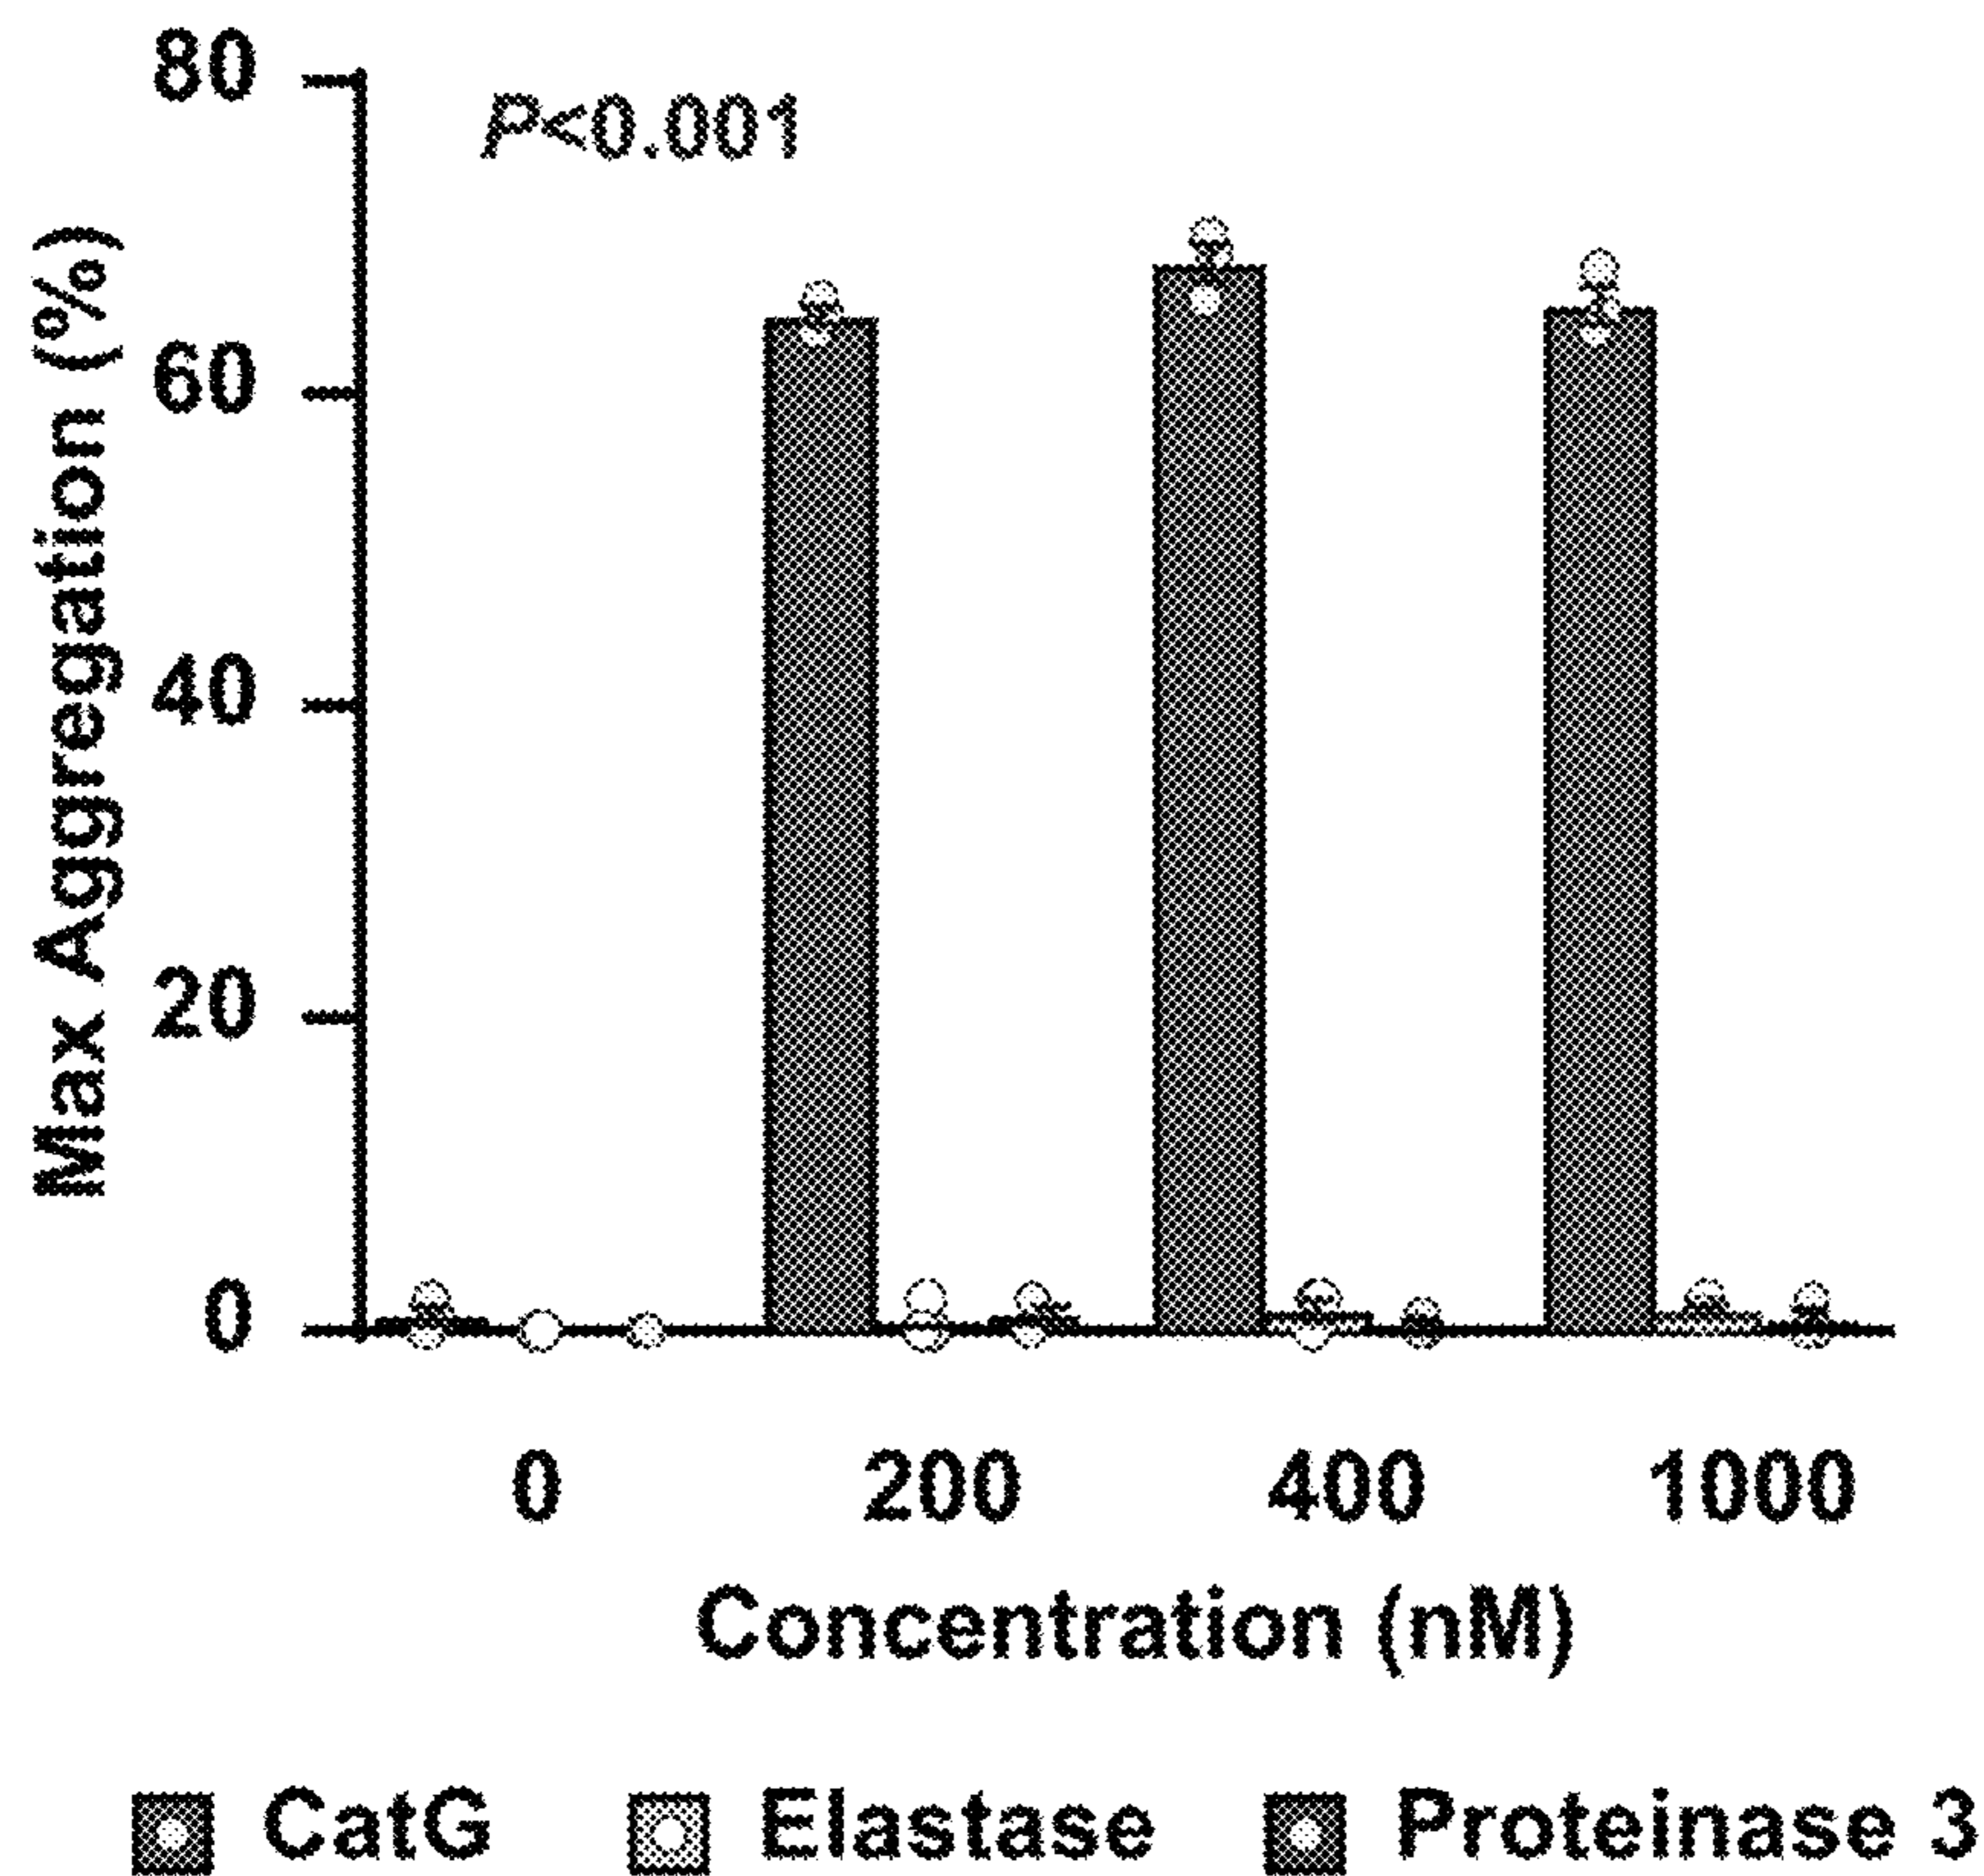 80
P<0.001
60
40
20
0
Max Aggregation (%)
0 200 400 1000
Concentration (nM)
CatG Elastase Proteinase 3